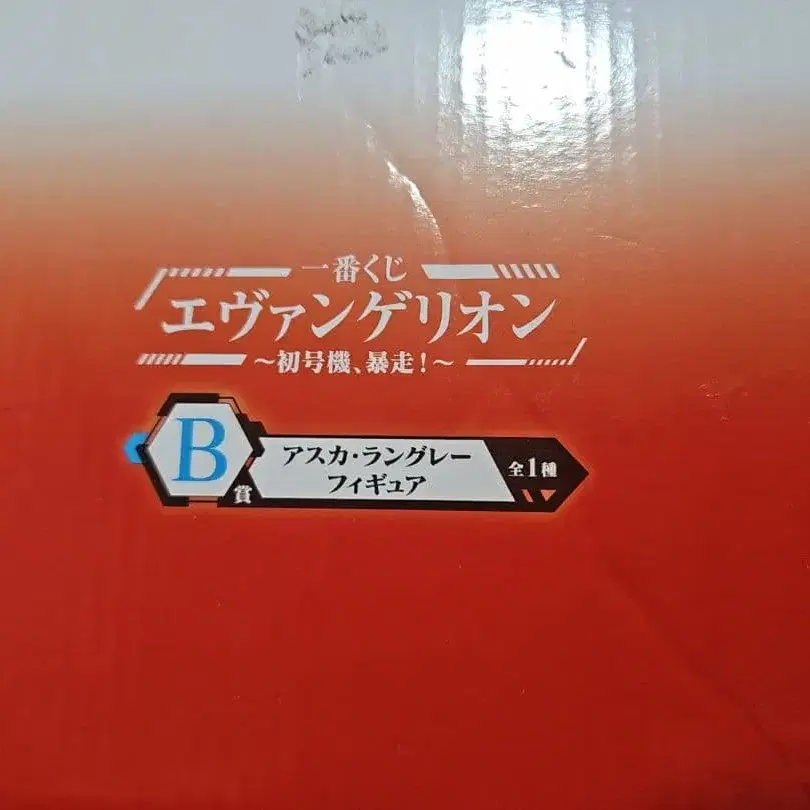 一番くじ
エヴァンゲリオン
～初号機、暴走！～
B賞
アスカ・ラングレー
フィギュア
全1種